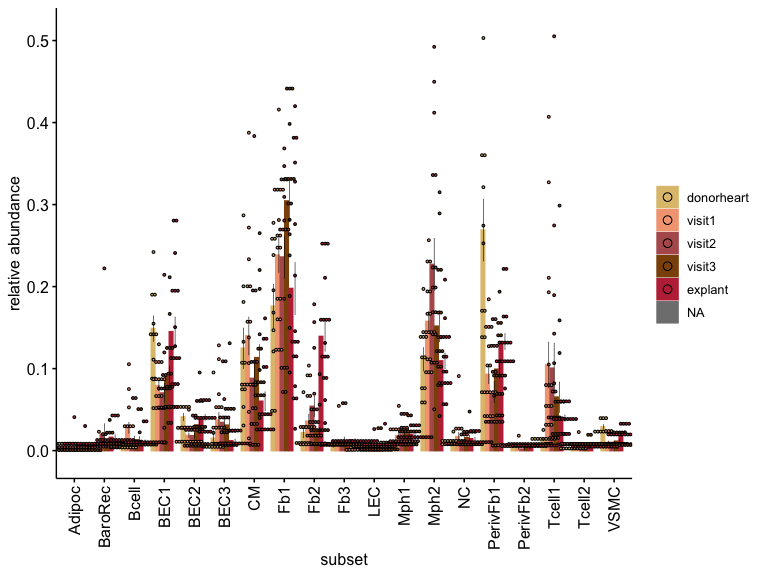 relative abundance
0.5
0.4
0.3
0.2
0.1
0.0
Adipoc
BaroRec
Bcell
BEC1
BEC2
BEC3
CM
Fb1
Fb2
Fb3
LEC
Mph1
Mph2
NC
PerivFb1
PerivFb2
Tcell1
Tcell2
VSMC
subset
donorheart
visit1
visit2
visit3
explant
NA